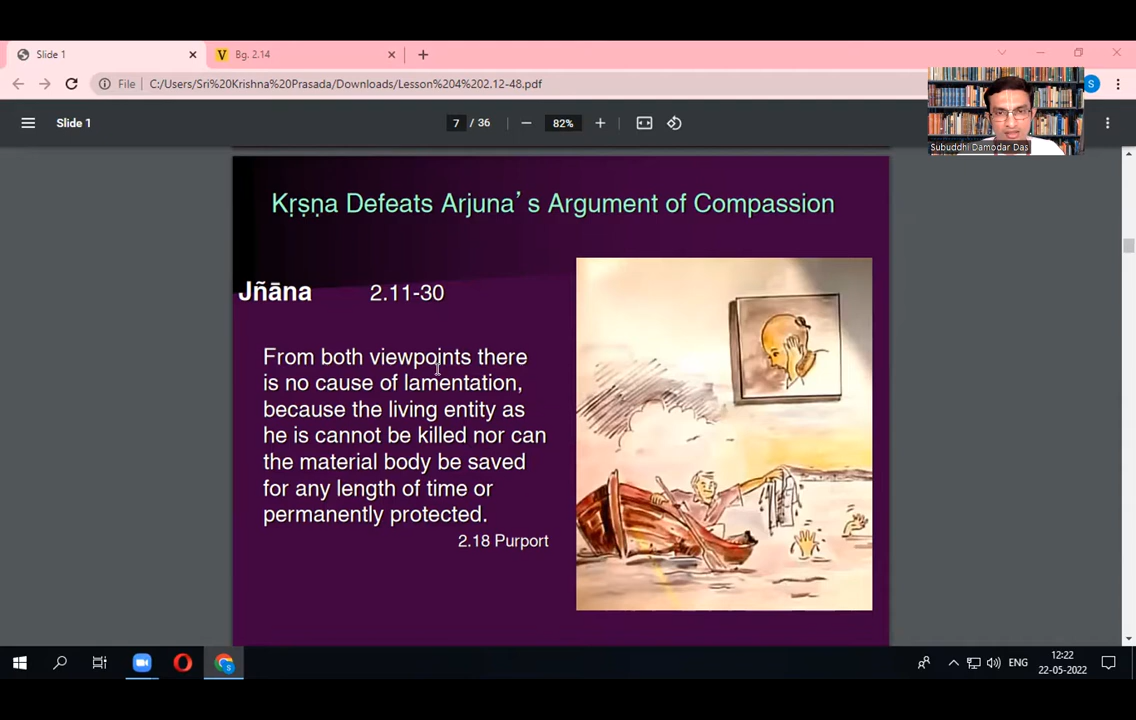 Slide 1
Bg. 2.14
File C:/Users/Sri%20Krishna%20Prasada/Downloads/Lesson%204%202.12-48.pdf
S
Slide 1
7 / 36
82%
Subuddhi Damodar Das
Kṛṣṇa Defeats Arjuna’s Argument of Compassion
Jñāna 2.11-30
From both viewpoints there
is no cause of lamentation,
because the living entity as
he is cannot be killed nor can
the material body be saved
for any length of time or
permanently protected.
2.18 Purport
ENG
12:22
22-05-2022